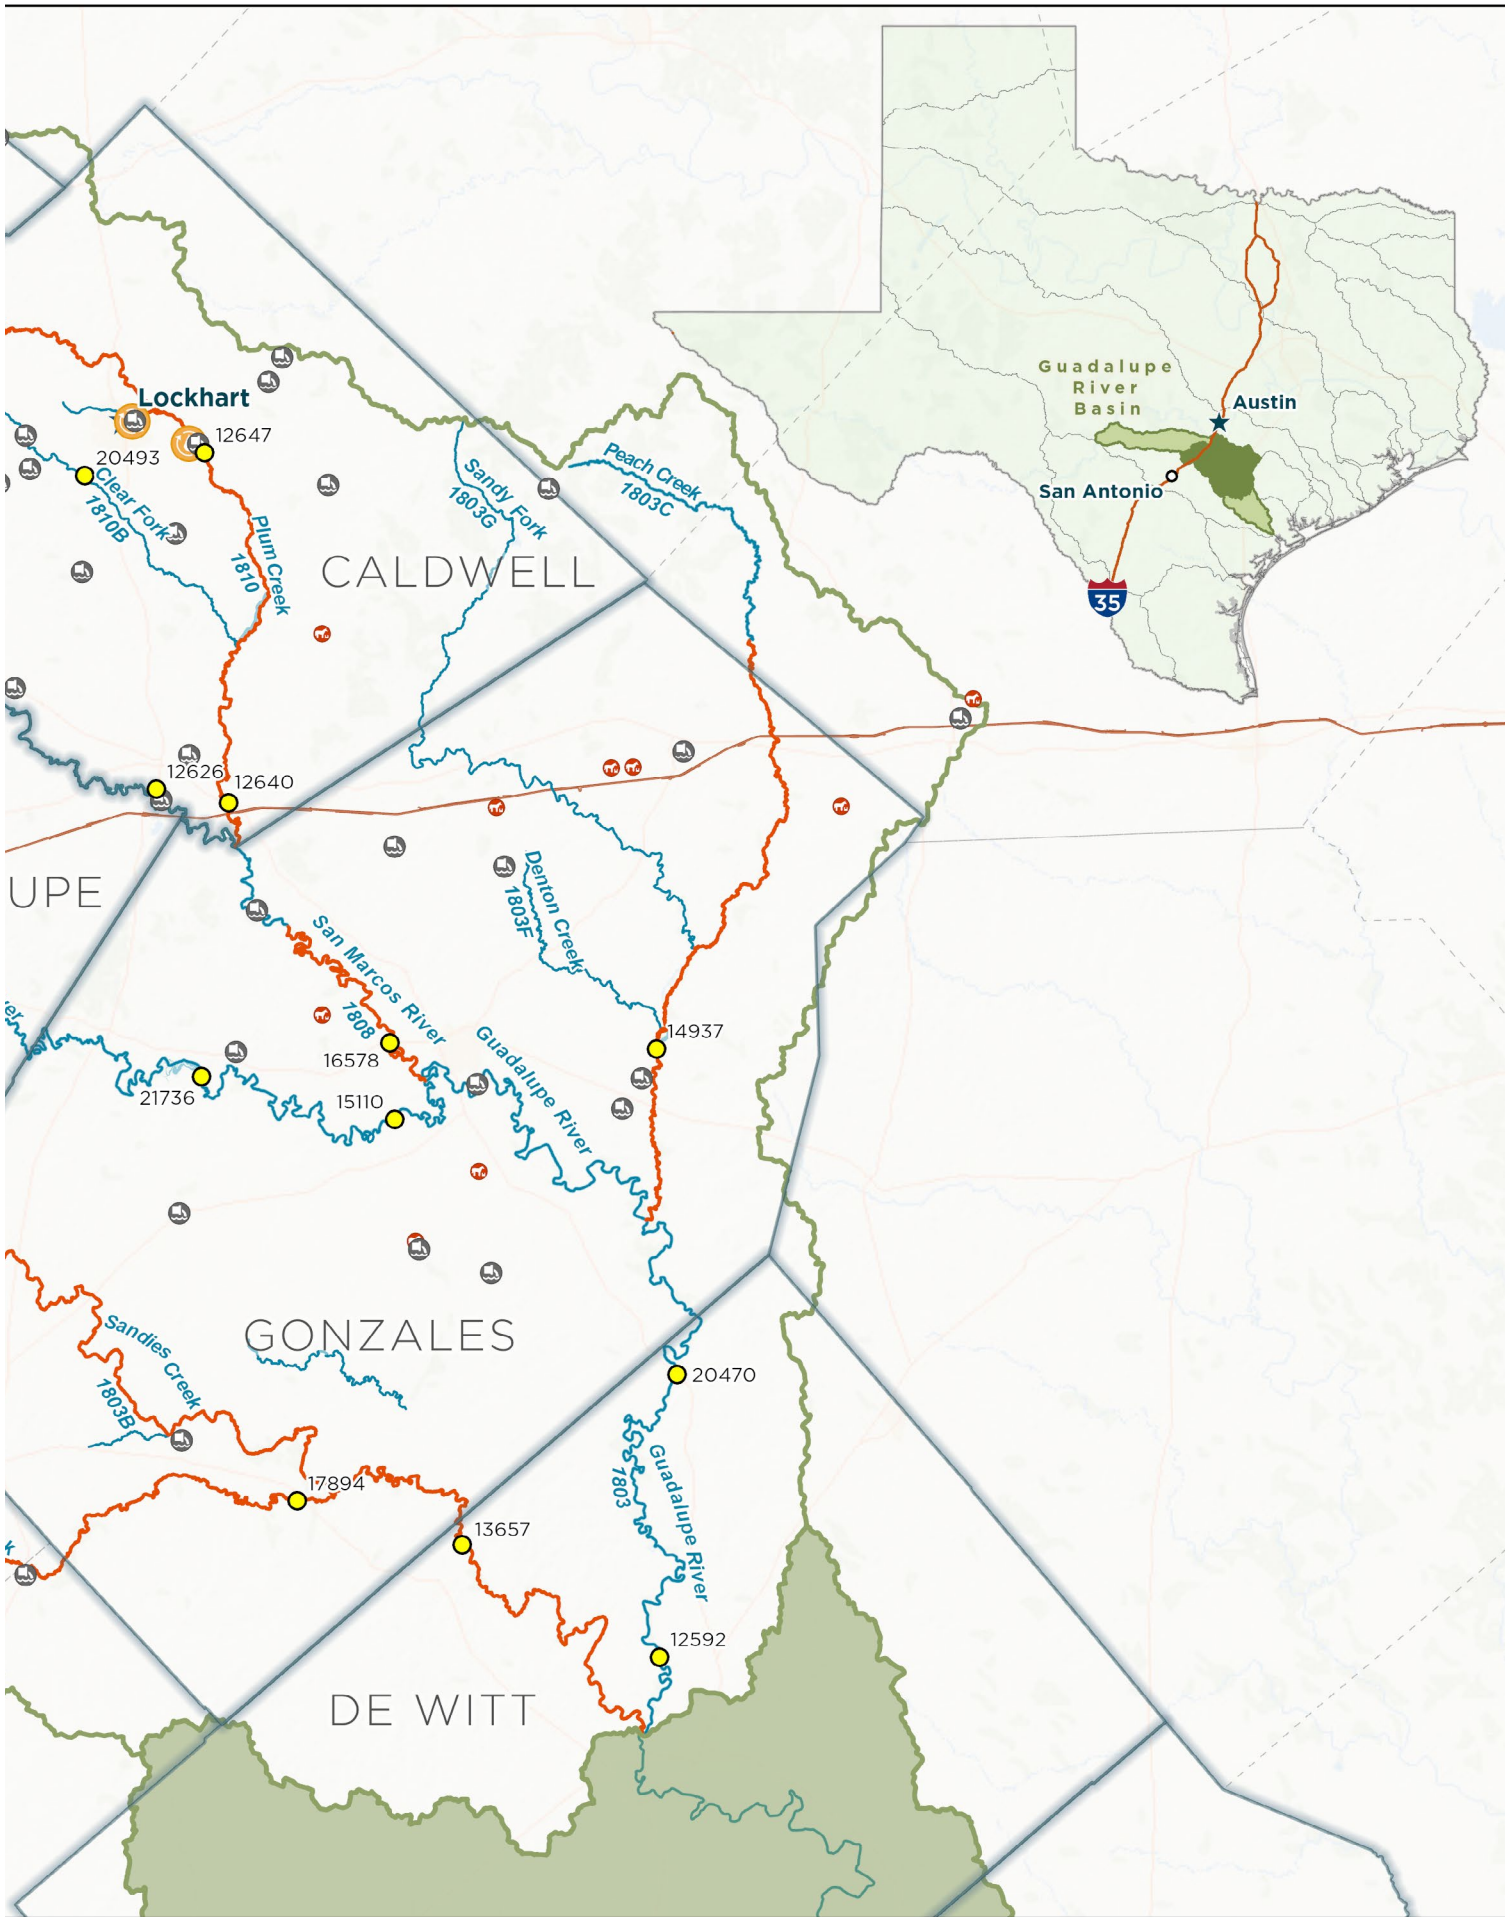 Guadalupe
River
Basin
Austin
San Antonio
35
Lockhart
12647
20493
Clear Fork
1810B
Plum Creek
1810
Sandy Fork
1803G
Peach Creek
1803C
CALDWELL
12626
12640
UPE
Denton Creek
1803F
San Marcos River
1808
Guadalupe River
14937
16578
ver
21736
15110
GONZALES
Sandies Creek
1803B
20470
Guadalupe River
1803
17894
13657
k
12592
DE WITT